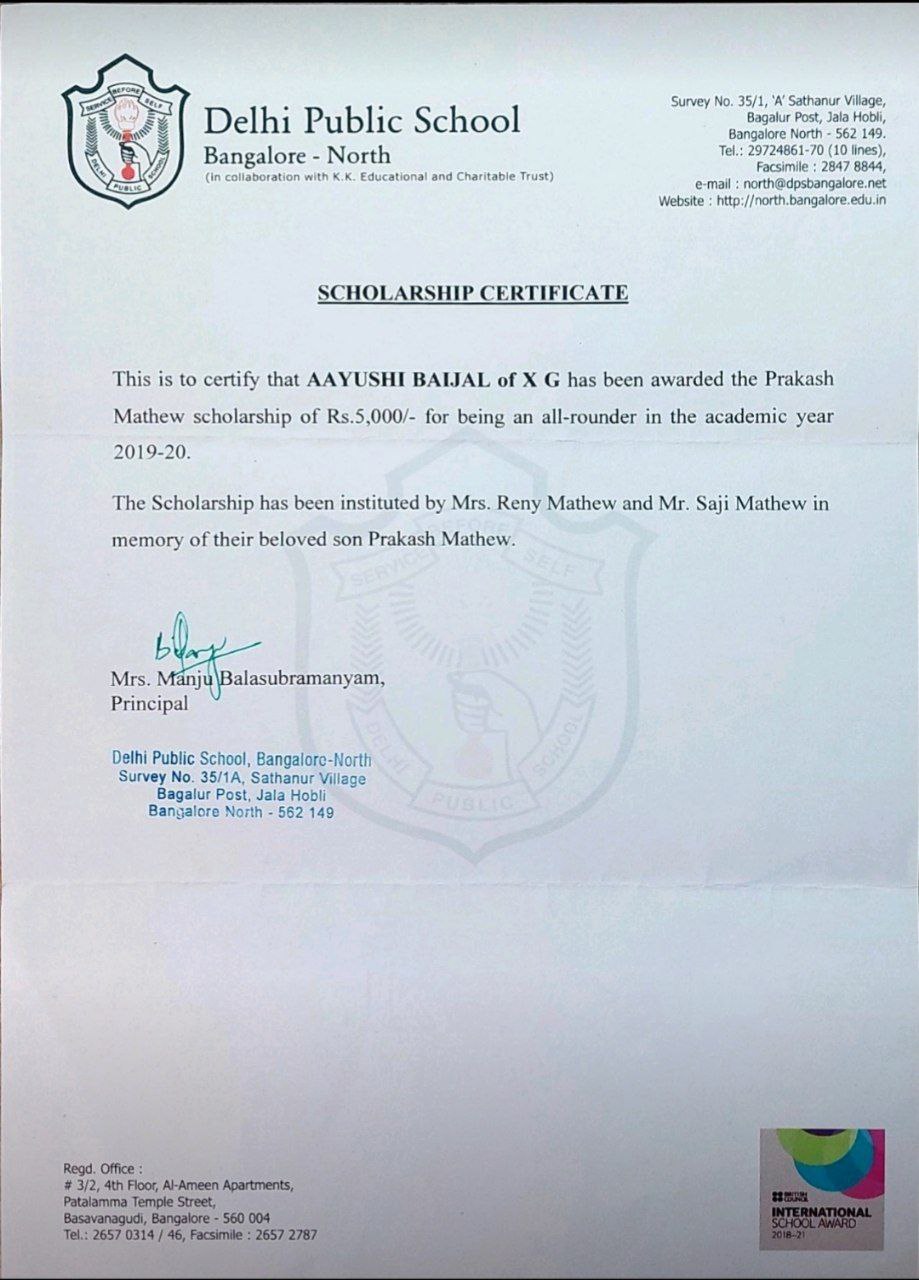 SERVICE BEFORE SELF
DELHI PUBLIC SCHOOL
Delhi Public School
Bangalore - North
(in collaboration with K.K. Educational and Charitable Trust)
Survey No. 35/1, 'A' Sathanur Village,
Bagalur Post, Jala Hobli,
Bangalore North - 562 149.
Tel.: 29724861-70 (10 lines),
Facsimile : 2847 8844,
e-mail : north@dpsbangalore.net
Website : http://north.bangalore.edu.in
SCHOLARSHIP CERTIFICATE
This is to certify that AAYUSHI BAIJAL of X G has been awarded the Prakash
Mathew scholarship of Rs.5,000/- for being an all-rounder in the academic year
2019-20.
The Scholarship has been instituted by Mrs. Reny Mathew and Mr. Saji Mathew in
memory of their beloved son Prakash Mathew.
SERVICE BEFORE SELF
DELHI PUBLIC SCHOOL
Mrs. Manju Balasubramanyam,
Principal
Delhi Public School, Bangalore-North
Survey No. 35/1A, Sathanur Village
Bagalur Post, Jala Hobli
Bangalore North - 562 149
Regd. Office :
# 3/2, 4th Floor, Al-Ameen Apartments,
Patalamma Temple Street,
Basavanagudi, Bangalore - 560 004
Tel.: 2657 0314 / 46, Facsimile : 2657 2787
BRITISH
COUNCIL
INTERNATIONAL
SCHOOL AWARD
2018-21